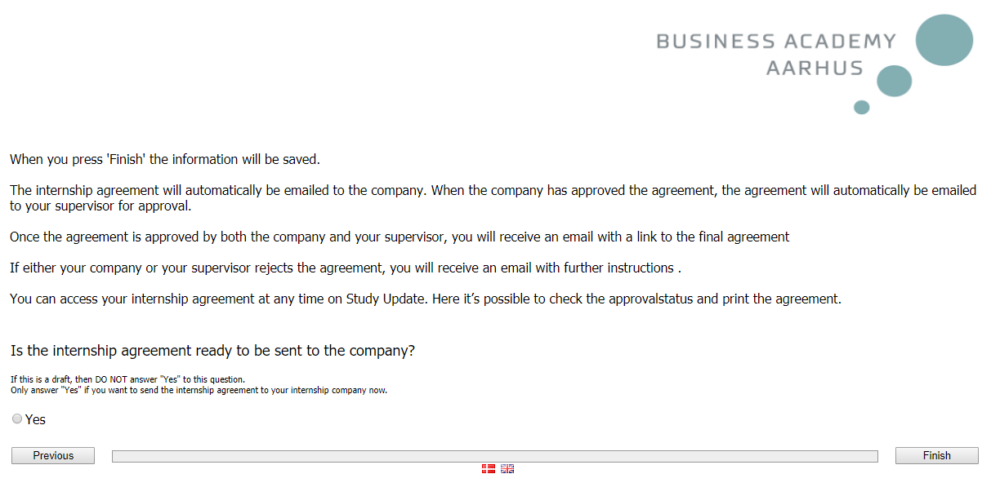 BUSINESS ACADEMY
AARHUS
When you press 'Finish' the information will be saved.
The internship agreement will automatically be emailed to the company. When the company has approved the agreement, the agreement will automatically be emailed
to your supervisor for approval.
Once the agreement is approved by both the company and your supervisor, you will receive an email with a link to the final agreement
If either your company or your supervisor rejects the agreement, you will receive an email with further instructions .
You can access your internship agreement at any time on Study Update. Here it’s possible to check the approvalstatus and print the agreement.
Is the internship agreement ready to be sent to the company?
If this is a draft, then DO NOT answer "Yes" to this question.
Only answer "Yes" if you want to send the internship agreement to your internship company now.
Yes
Previous
Finish